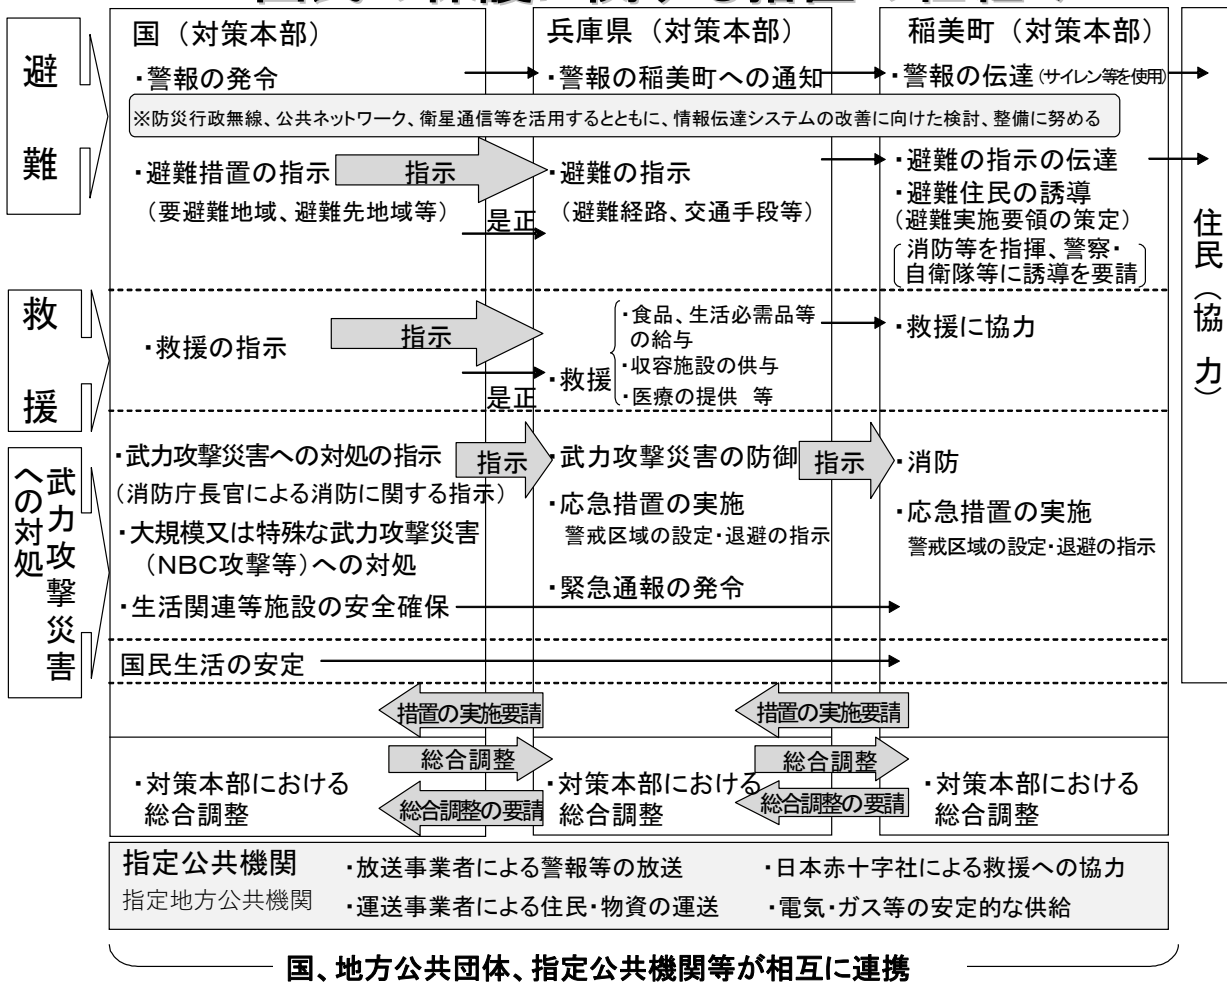 国（対策本部）
兵庫県（対策本部）
稲美町（対策本部）
避
難
・警報の発令
・警報の稲美町への通知
・警報の伝達(サイレン等を使用)
※防災行政無線、公共ネットワーク、衛星通信等を活用するとともに、情報伝達システムの改善に向けた検討、整備に努める
・避難措置の指示
（要避難地域、避難先地域等）
指示
是正
・避難の指示
（避難経路、交通手段等）
・避難の指示の伝達
・避難住民の誘導
（避難実施要領の策定）
消防等を指揮、警察・
自衛隊等に誘導を要請
住民（協力）
救
援
・救援の指示
指示
是正
・救援
・食品、生活必需品等
の給与
・収容施設の供与
・医療の提供　等
・救援に協力
武力攻撃災害
への対処
・武力攻撃災害への対処の指示
（消防庁長官による消防に関する指示）
指示
・武力攻撃災害の防御
指示
・消防
・大規模又は特殊な武力攻撃災害
（NBC攻撃等）への対処
・応急措置の実施
警戒区域の設定・退避の指示
・応急措置の実施
警戒区域の設定・退避の指示
・緊急通報の発令
・生活関連等施設の安全確保
国民生活の安定
措置の実施要請
措置の実施要請
総合調整
総合調整
・対策本部における
総合調整
総合調整の要請
・対策本部における
総合調整
総合調整の要請
・対策本部における
総合調整
指定公共機関
指定地方公共機関
・放送事業者による警報等の放送
・日本赤十字社による救援への協力
・運送事業者による住民・物資の運送
・電気・ガス等の安定的な供給
国、地方公共団体、指定公共機関等が相互に連携